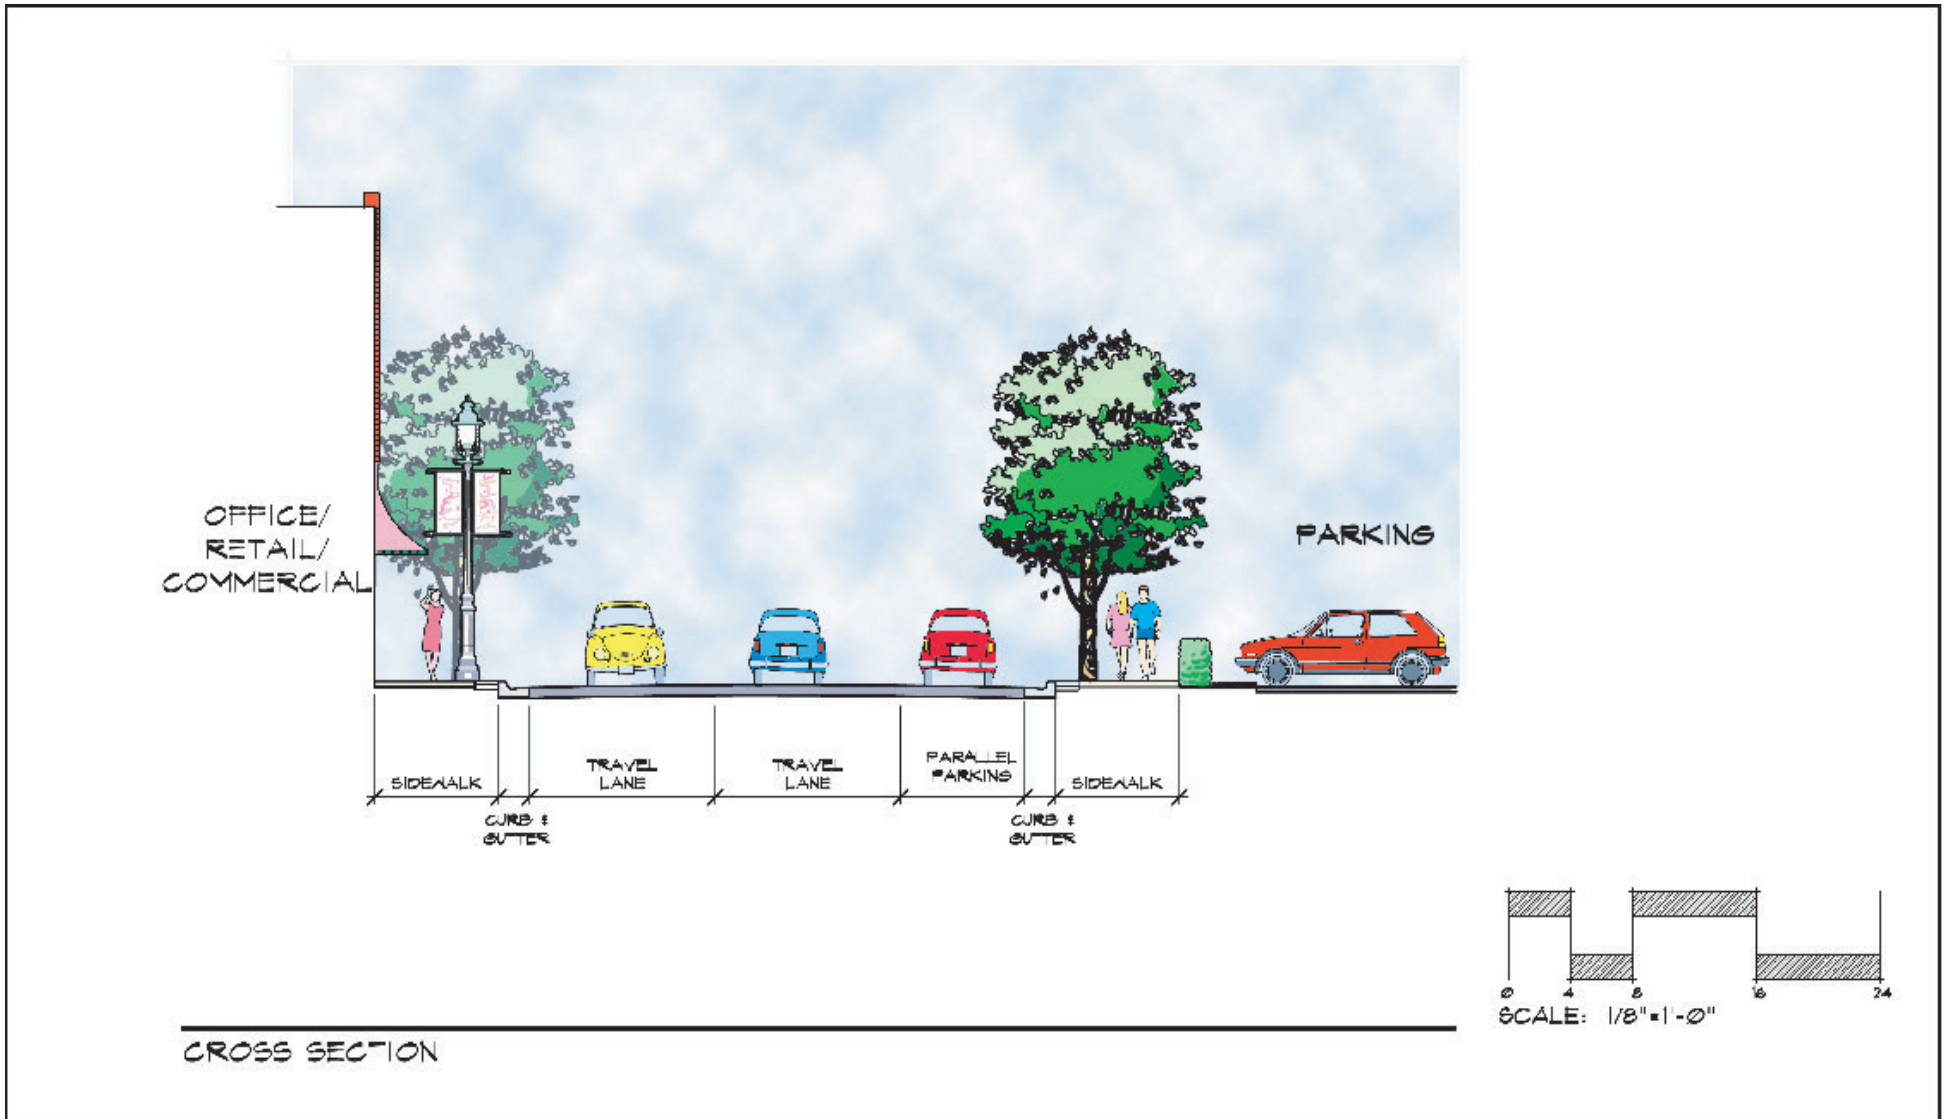 OFFICE/
RETAIL/
COMMERCIAL
PARKING
SIDEWALK
TRAVEL
LANE
TRAVEL
LANE
PARALLEL
PARKING
SIDEWALK
CURB &
GUTTER
CURB &
GUTTER
0 4 8 16 24
SCALE: 1/8"=1'-0"
CROSS SECTION